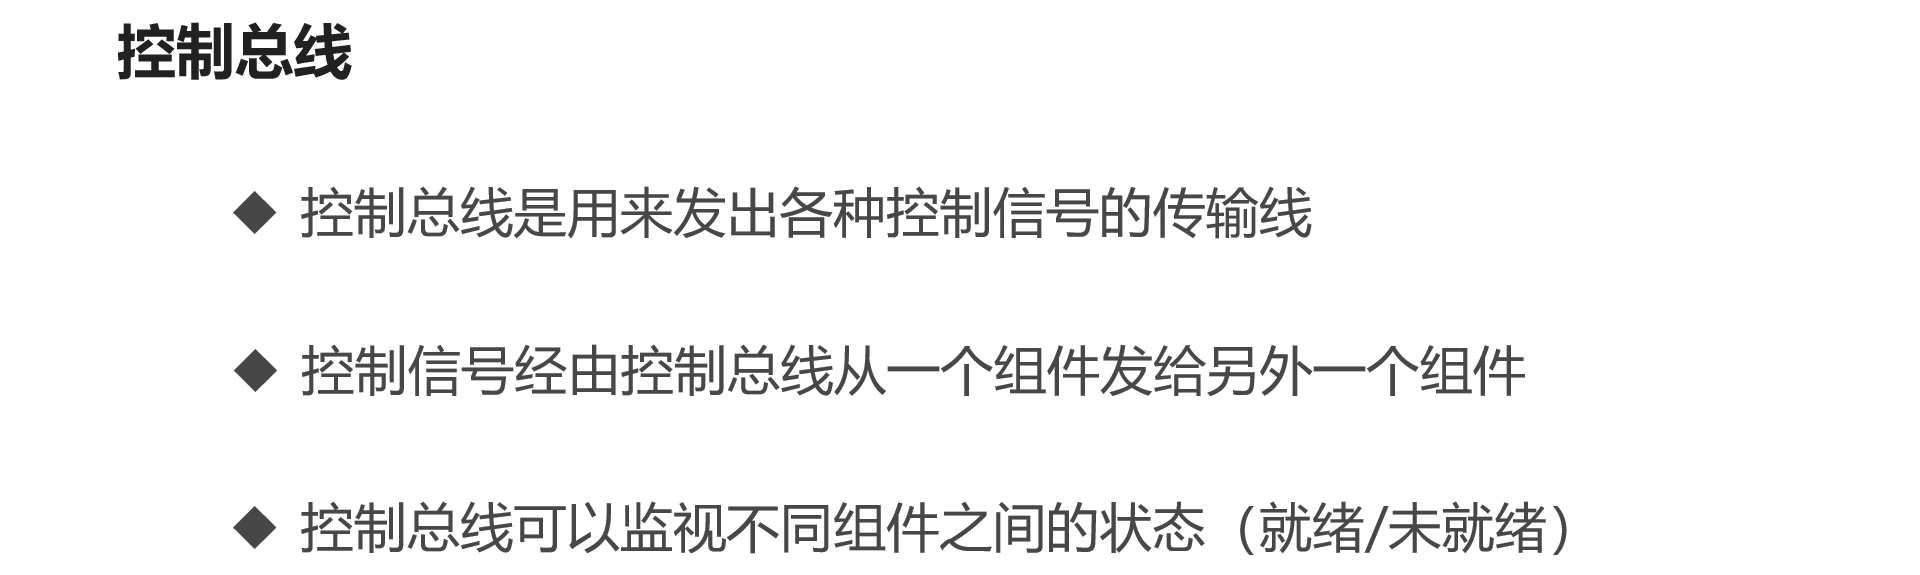 控制总线
◆ 控制总线是用来发出各种控制信号的传输线
◆ 控制信号经由控制总线从一个组件发给另外一个组件
◆ 控制总线可以监视不同组件之间的状态（就绪/未就绪）